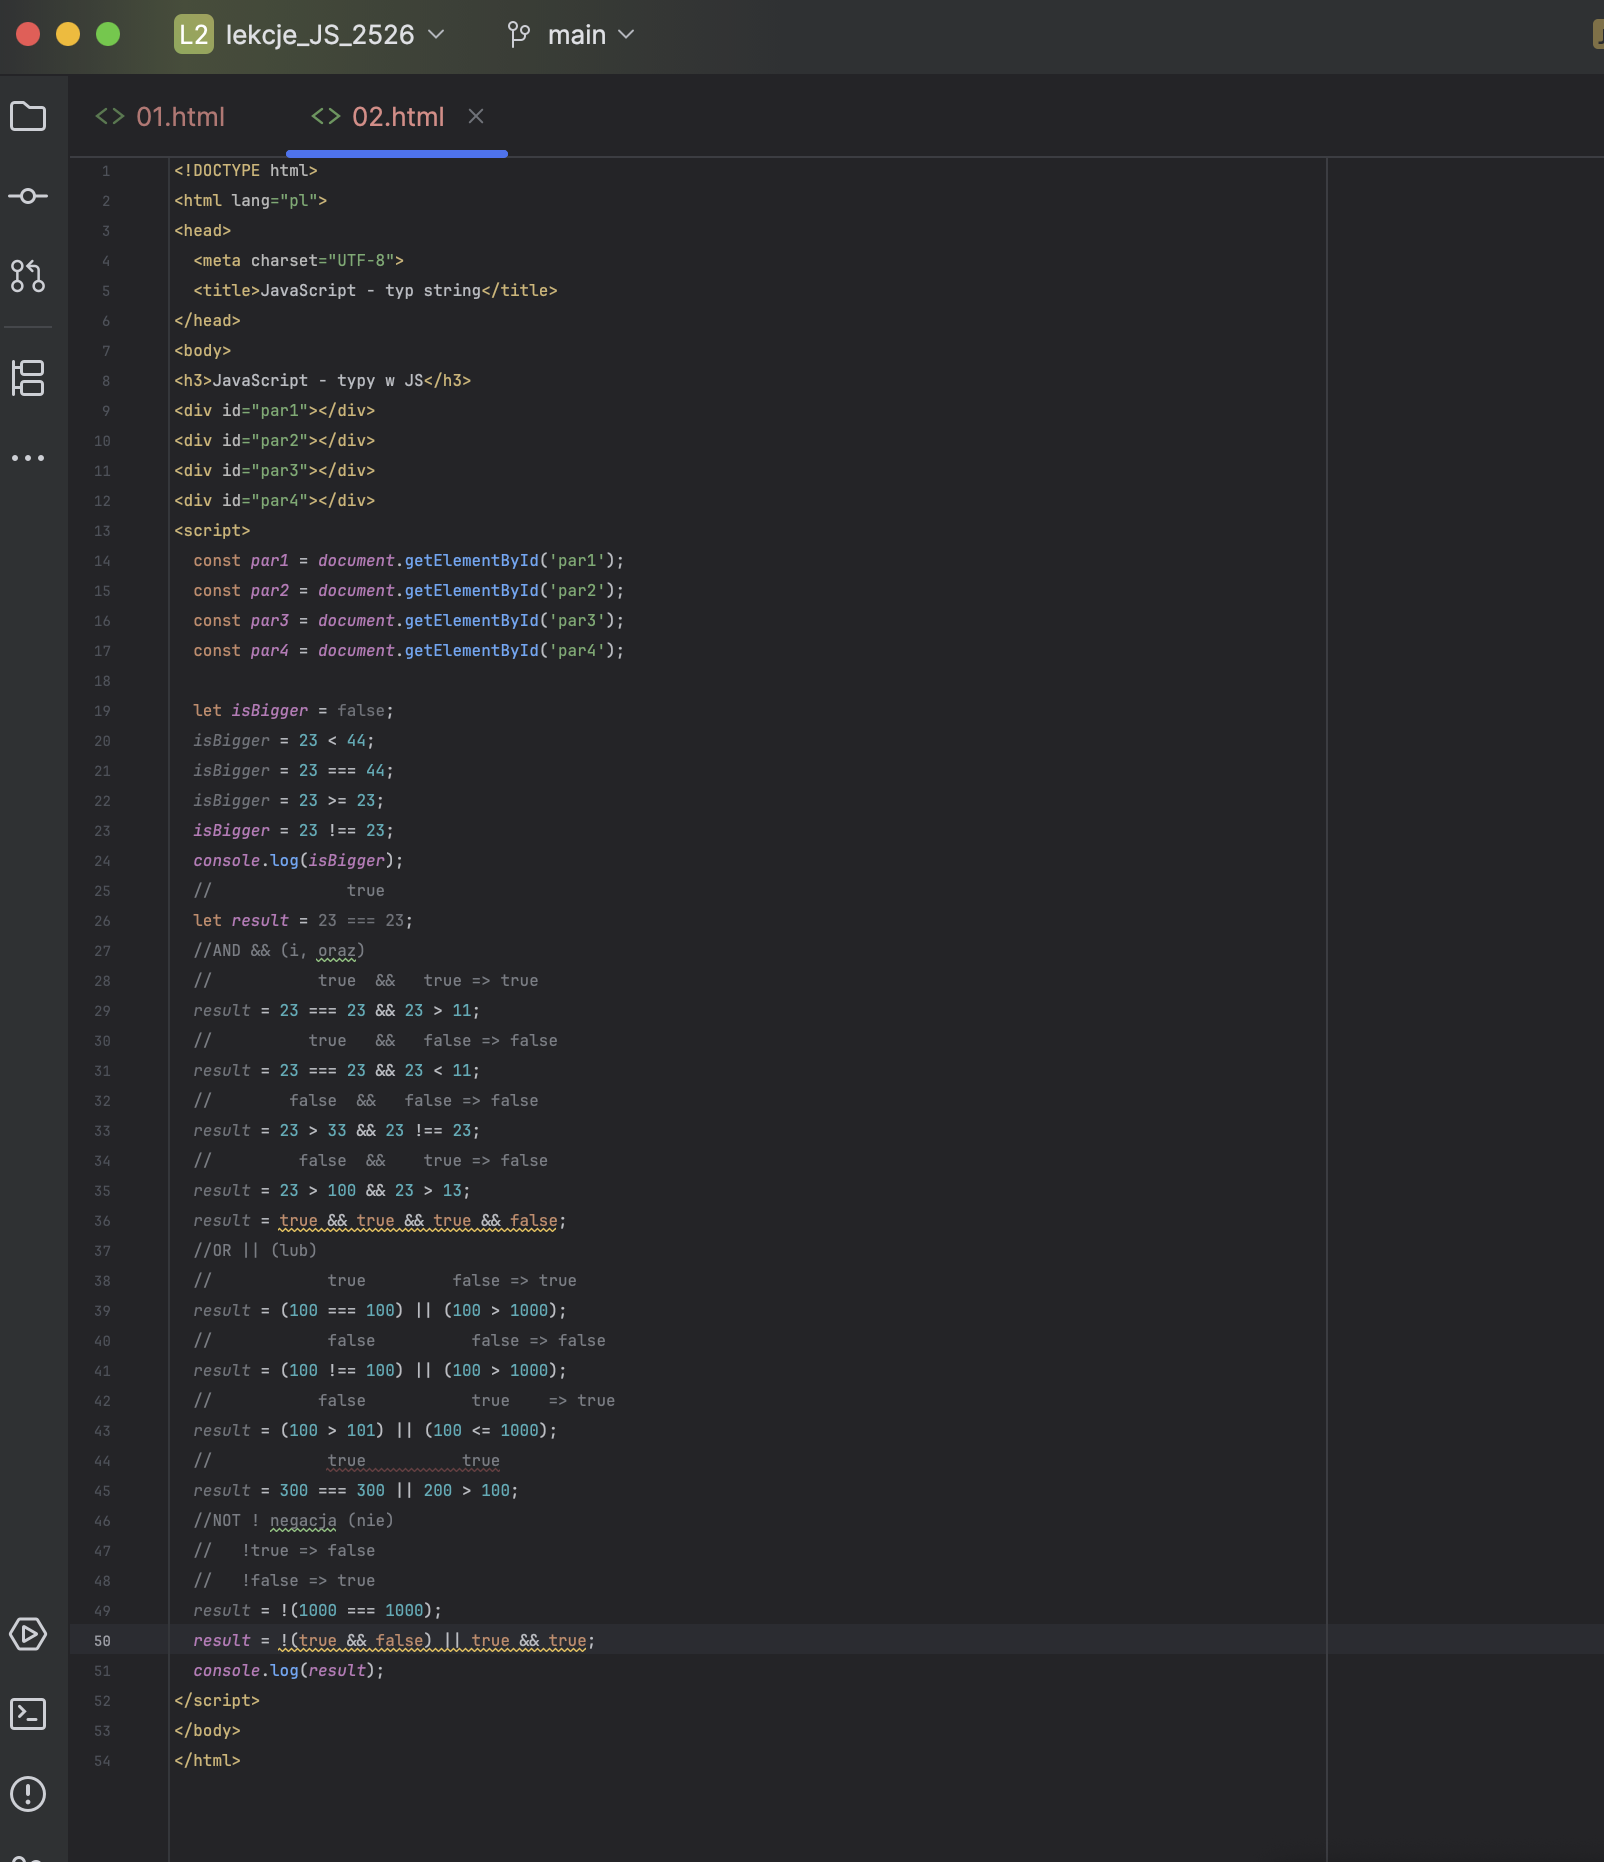 L2 lekcje_JS_2526 main
01.html 02.html
1 <!DOCTYPE html>
2 <html lang="pl">
3 <head>
4   <meta charset="UTF-8">
5   <title>JavaScript - typ string</title>
6 </head>
7 <body>
8 <h3>JavaScript - typy w JS</h3>
9 <div id="par1"></div>
10 <div id="par2"></div>
11 <div id="par3"></div>
12 <div id="par4"></div>
13 <script>
14   const par1 = document.getElementById('par1');
15   const par2 = document.getElementById('par2');
16   const par3 = document.getElementById('par3');
17   const par4 = document.getElementById('par4');
18
19   let isBigger = false;
20   isBigger = 23 < 44;
21   isBigger = 23 === 44;
22   isBigger = 23 >= 23;
23   isBigger = 23 !== 23;
24   console.log(isBigger);
25   //              true
26   let result = 23 === 23;
27   //AND && (i, oraz)
28   //           true  &&   true => true
29   result = 23 === 23 && 23 > 11;
30   //          true   &&   false => false
31   result = 23 === 23 && 23 < 11;
32   //        false  &&   false => false
33   result = 23 > 33 && 23 !== 23;
34   //         false  &&    true => false
35   result = 23 > 100 && 23 > 13;
36   result = true && true && true && false;
37   //OR || (lub)
38   //            true         false => true
39   result = (100 === 100) || (100 > 1000);
40   //            false          false => false
41   result = (100 !== 100) || (100 > 1000);
42   //           false           true    => true
43   result = (100 > 101) || (100 <= 1000);
44   //            true          true
45   result = 300 === 300 || 200 > 100;
46   //NOT ! negacja (nie)
47   //   !true => false
48   //   !false => true
49   result = !(1000 === 1000);
50   result = !(true && false) || true && true;
51   console.log(result);
52 </script>
53 </body>
54 </html>